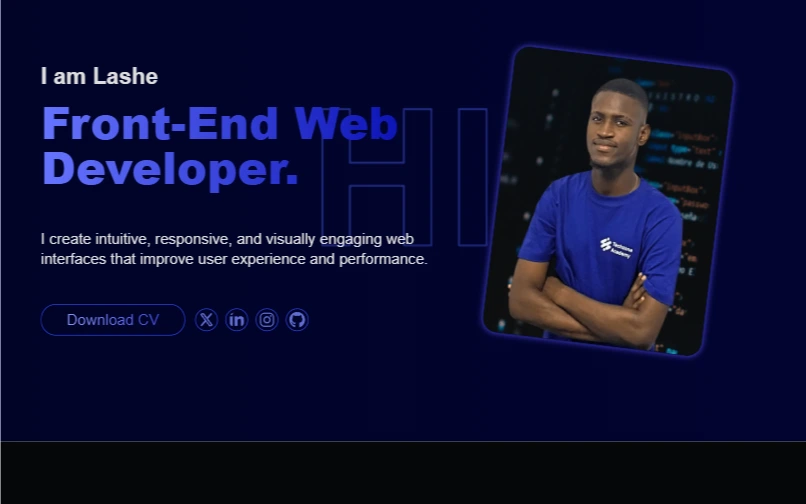 I am Lashe
HI
Front-End Web
Developer.
I create intuitive, responsive, and visually engaging web
interfaces that improve user experience and performance.
Download CV